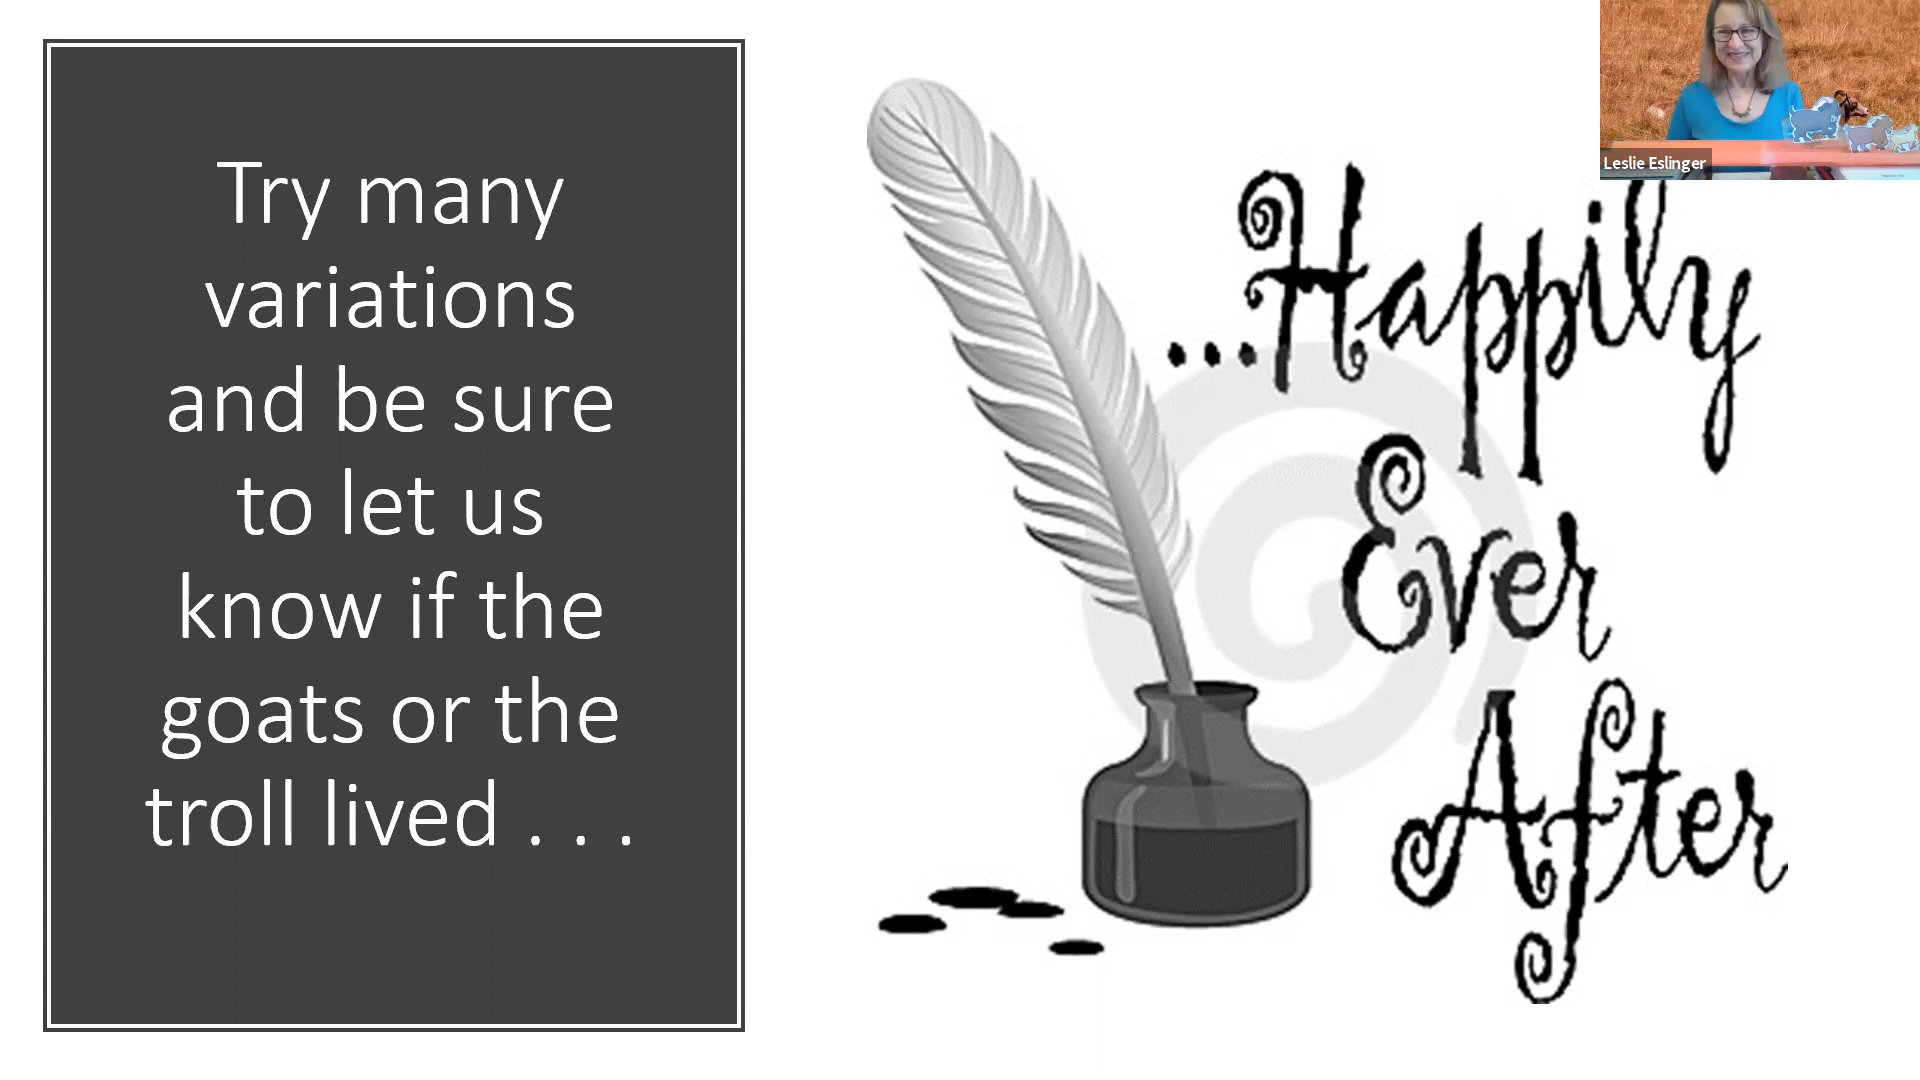 Try many
variations
and be sure
to let us
know if the
goats or the
troll lived . . .
...Happily
Ever
After
Leslie Eslinger